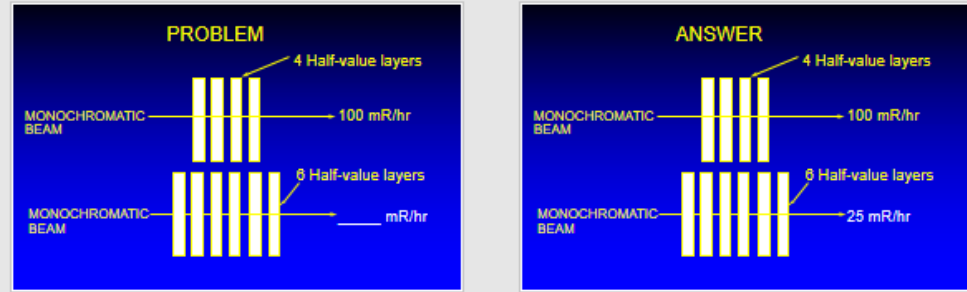 PROBLEM
4 Half-value layers
MONOCHROMATIC
BEAM
100 mR/hr
6 Half-value layers
MONOCHROMATIC
BEAM
_____ mR/hr
ANSWER
4 Half-value layers
MONOCHROMATIC
BEAM
100 mR/hr
6 Half-value layers
MONOCHROMATIC
BEAM
25 mR/hr